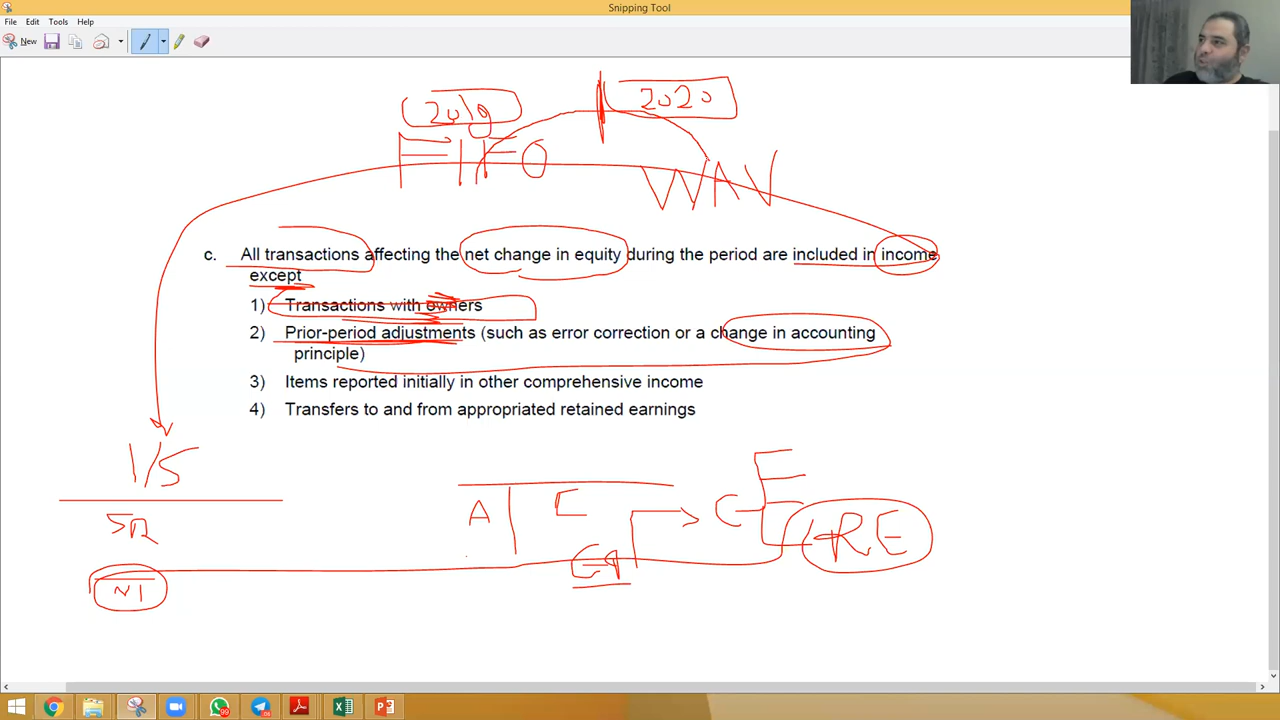 Snipping Tool
File Edit Tools Help
New
2019 2020
FIFO
WAV
c. All transactions affecting the net change in equity during the period are included in income
except
1) Transactions with owners
2) Prior-period adjustments (such as error correction or a change in accounting
principle)
3) Items reported initially in other comprehensive income
4) Transfers to and from appropriated retained earnings
I/S
A
RE
NI
99